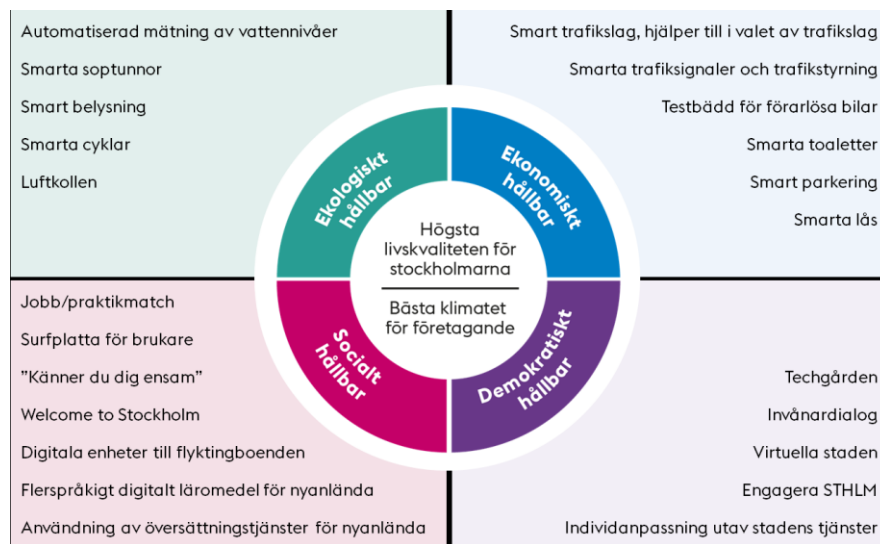 Automatiserad mätning av vattennivåer
Smarta soptunnor
Smart belysning
Smarta cyklar
Luftkollen
Smart trafikslag, hjälper till i valet av trafikslag
Smarta trafiksignaler och trafikstyrning
Testbädd för förarlösa bilar
Smarta toaletter
Smart parkering
Smarta lås
Ekologiskt
hållbar
Ekonomiskt
hållbar
Högsta
livskvaliteten för
stockholmarna
Bästa klimatet
för företagande
Socialt
hållbar
Demokratiskt
hållbar
Jobb/praktikmatch
Surfplatta för brukare
”Känner du dig ensam”
Welcome to Stockholm
Digitala enheter till flyktingboenden
Flerspråkigt digitalt läromedel för nyanlända
Användning av översättningstjänster för nyanlända
Techgården
Invånardialog
Virtuella staden
Engagera STHLM
Individanpassning utav stadens tjänster